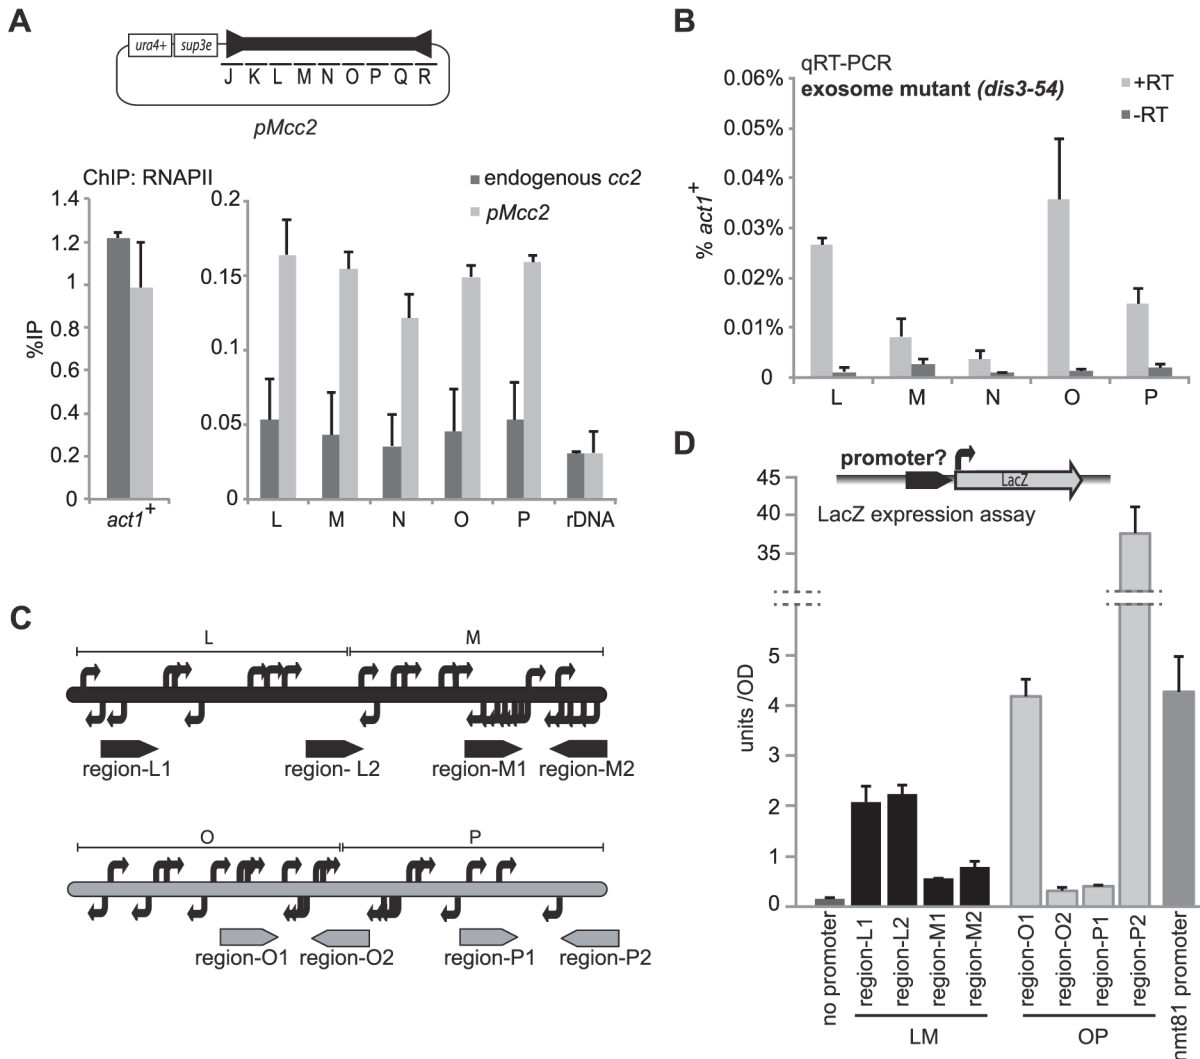 A
ura4+ sup3e
J K L M N O P Q R
pMcc2
ChIP: RNAPII
endogenous cc2
pMcc2
%IP
1.4
1.2
1
0.8
0.6
0.4
0.2
0
act1+
0.2
0.15
0.1
0.05
0
L M N O P rDNA
B
qRT-PCR
exosome mutant (dis3-54)
+RT
-RT
% act1+
0.06%
0.05%
0.04%
0.03%
0.02%
0.01%
0
L M N O P
C
L M
region-L1 region- L2 region-M1 region-M2
O P
region-O1 region-O2 region-P1 region-P2
D
promoter?
LacZ
LacZ expression assay
units /OD
45
40
35
5
4
3
2
1
0
no promoter
region-L1
region-L2
region-M1
region-M2
region-O1
region-O2
region-P1
region-P2
nmt81 promoter
LM OP